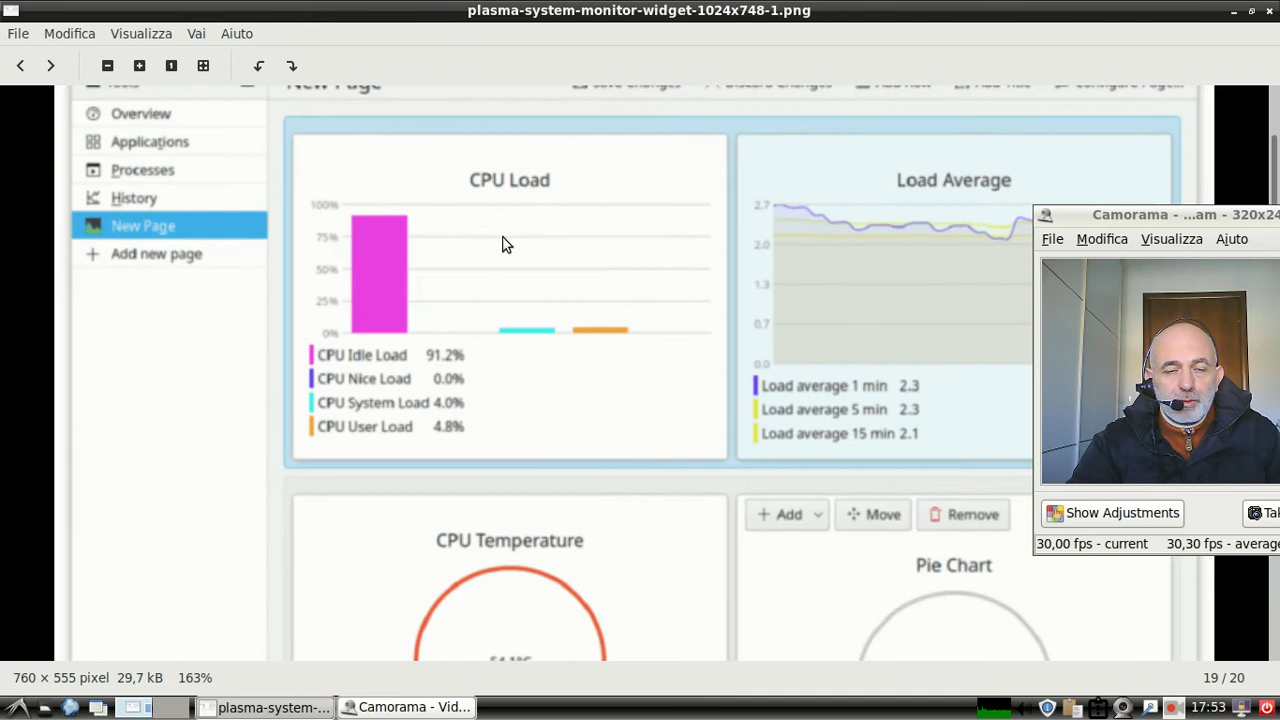 plasma-system-monitor-widget-1024x748-1.png
File Modifica Visualizza Vai Aiuto
New Page
Overview
Applications
Processes
History
New Page
Add new page
CPU Load
100%
75%
50%
25%
0%
CPU Idle Load 91.2%
CPU Nice Load 0.0%
CPU System Load 4.0%
CPU User Load 4.8%
Load Average
2.7
2.0
1.3
0.7
0.0
Load average 1 min 2.3
Load average 5 min 2.3
Load average 15 min 2.1
CPU Temperature
Add Move Remove
Pie Chart
Camorama - ...am - 320x24
File Modifica Visualizza Aiuto
Show Adjustments Tak
30,00 fps - current 30,30 fps - average
760 × 555 pixel 29,7 kB 163% 19 / 20
plasma-system-... Camorama - Vid... 17:53